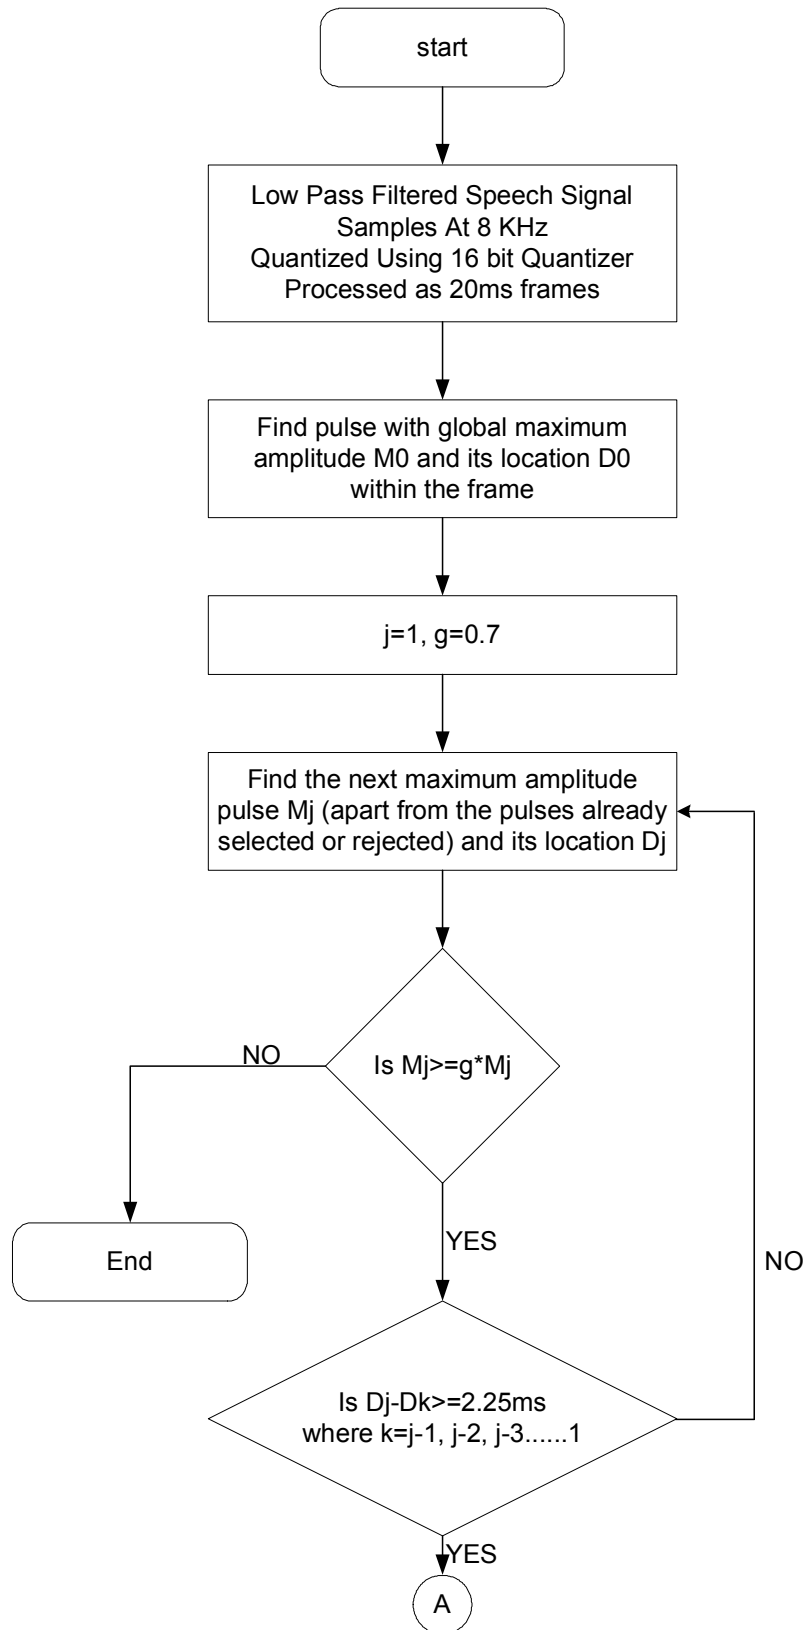 start
Low Pass Filtered Speech Signal
Samples At 8 KHz
Quantized Using 16 bit Quantizer
Processed as 20ms frames
Find pulse with global maximum
amplitude M0 and its location D0
within the frame
j=1, g=0.7
Find the next maximum amplitude
pulse Mj (apart from the pulses already
selected or rejected) and its location Dj
NO
Is Mj>=g*Mj
End
YES
NO
Is Dj-Dk>=2.25ms
where k=j-1, j-2, j-3......1
YES
A